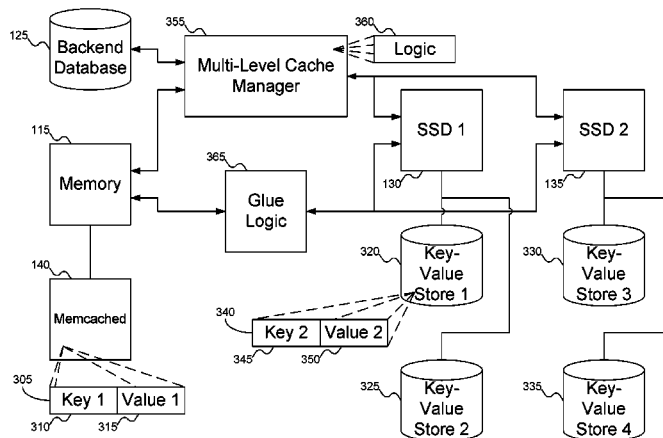 355
360
125
Backend
Database
Multi-Level Cache
Manager
Logic
115
365
SSD 1
SSD 2
Memory
Glue
Logic
130
135
140
320
Key-
Value
Store 1
330
Key-
Value
Store 3
Memcached
340
Key 2
Value 2
345
350
305
Key 1
Value 1
310
315
325
Key-
Value
Store 2
335
Key-
Value
Store 4